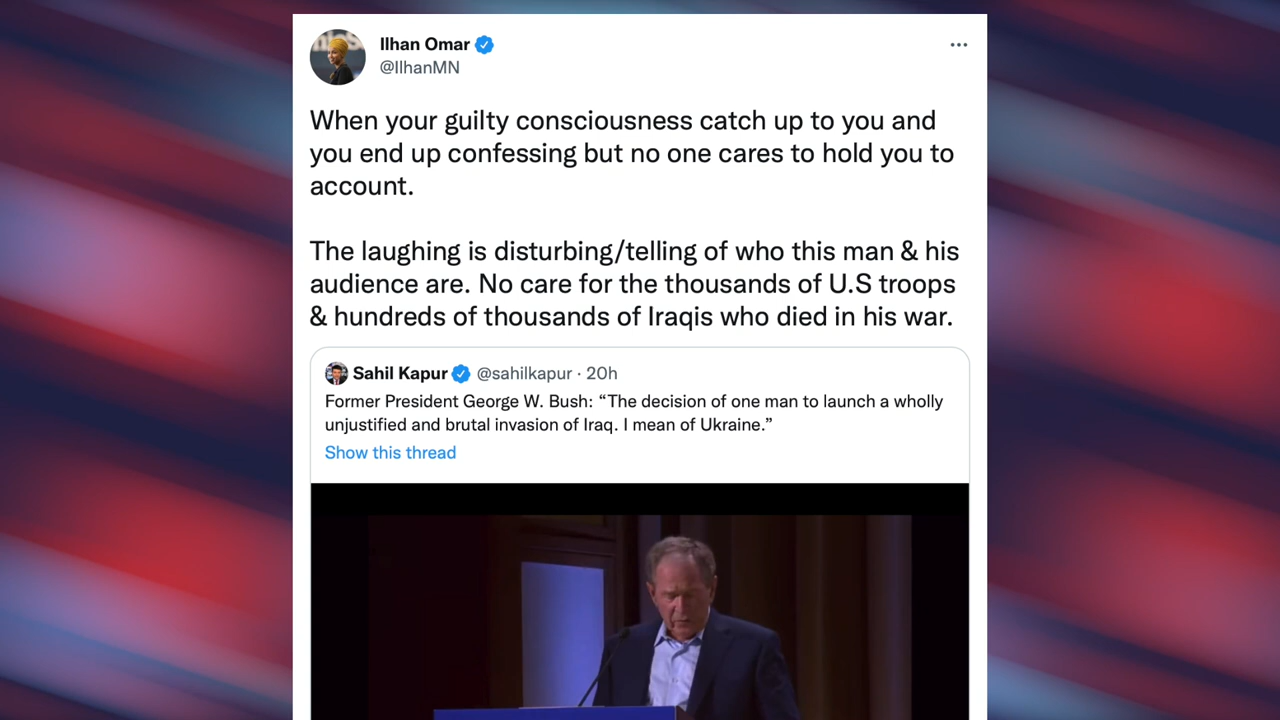 Ilhan Omar
@IlhanMN
When your guilty consciousness catch up to you and
you end up confessing but no one cares to hold you to
account.
The laughing is disturbing/telling of who this man & his
audience are. No care for the thousands of U.S troops
& hundreds of thousands of Iraqis who died in his war.
Sahil Kapur @sahilkapur · 20h
Former President George W. Bush: “The decision of one man to launch a wholly
unjustified and brutal invasion of Iraq. I mean of Ukraine.”
Show this thread